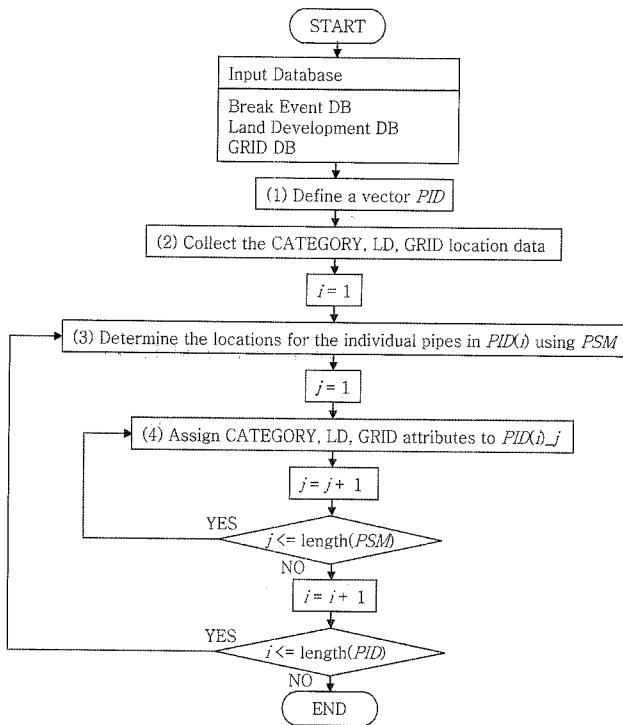 START
Input Database
Break Event DB
Land Development DB
GRID DB
(1) Define a vector PID
(2) Collect the CATEGORY, LD, GRID location data
i = 1
(3) Determine the locations for the individual pipes in PID(i) using PSM
j = 1
(4) Assign CATEGORY, LD, GRID attributes to PID(i)_j
j = j + 1
YES
j <= length(PSM)
NO
i = i + 1
YES
i <= length(PID)
NO
END